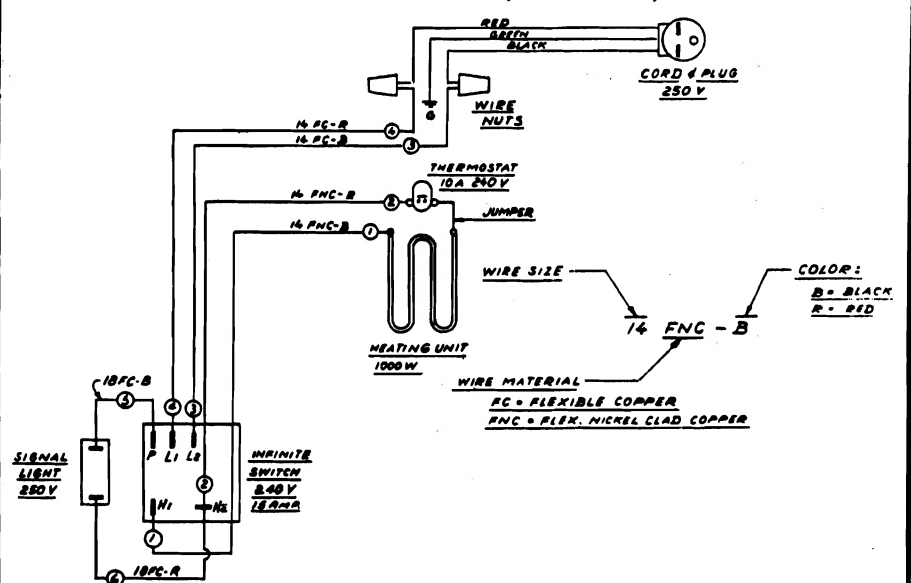 RED
GREEN
BLACK
CORD & PLUG
250 V
WIRE
NUTS
G
14 FC-R
4
14 FC-B
3
THERMOSTAT
10A 240V
14 FNC-R
2
JUMPER
14 FNC-B
1
HEATING UNIT
1000W
WIRE SIZE
COLOR:
B = BLACK
R = RED
14 FNC - B
WIRE MATERIAL
FC = FLEXIBLE COPPER
FNC = FLEX. NICKEL CLAD COPPER
18FC-B
5
4
3
P L1 L2
SIGNAL
LIGHT
250V
INFINITE
SWITCH
240V
15 AMP.
2
H1
H2
1
6
18FC-R